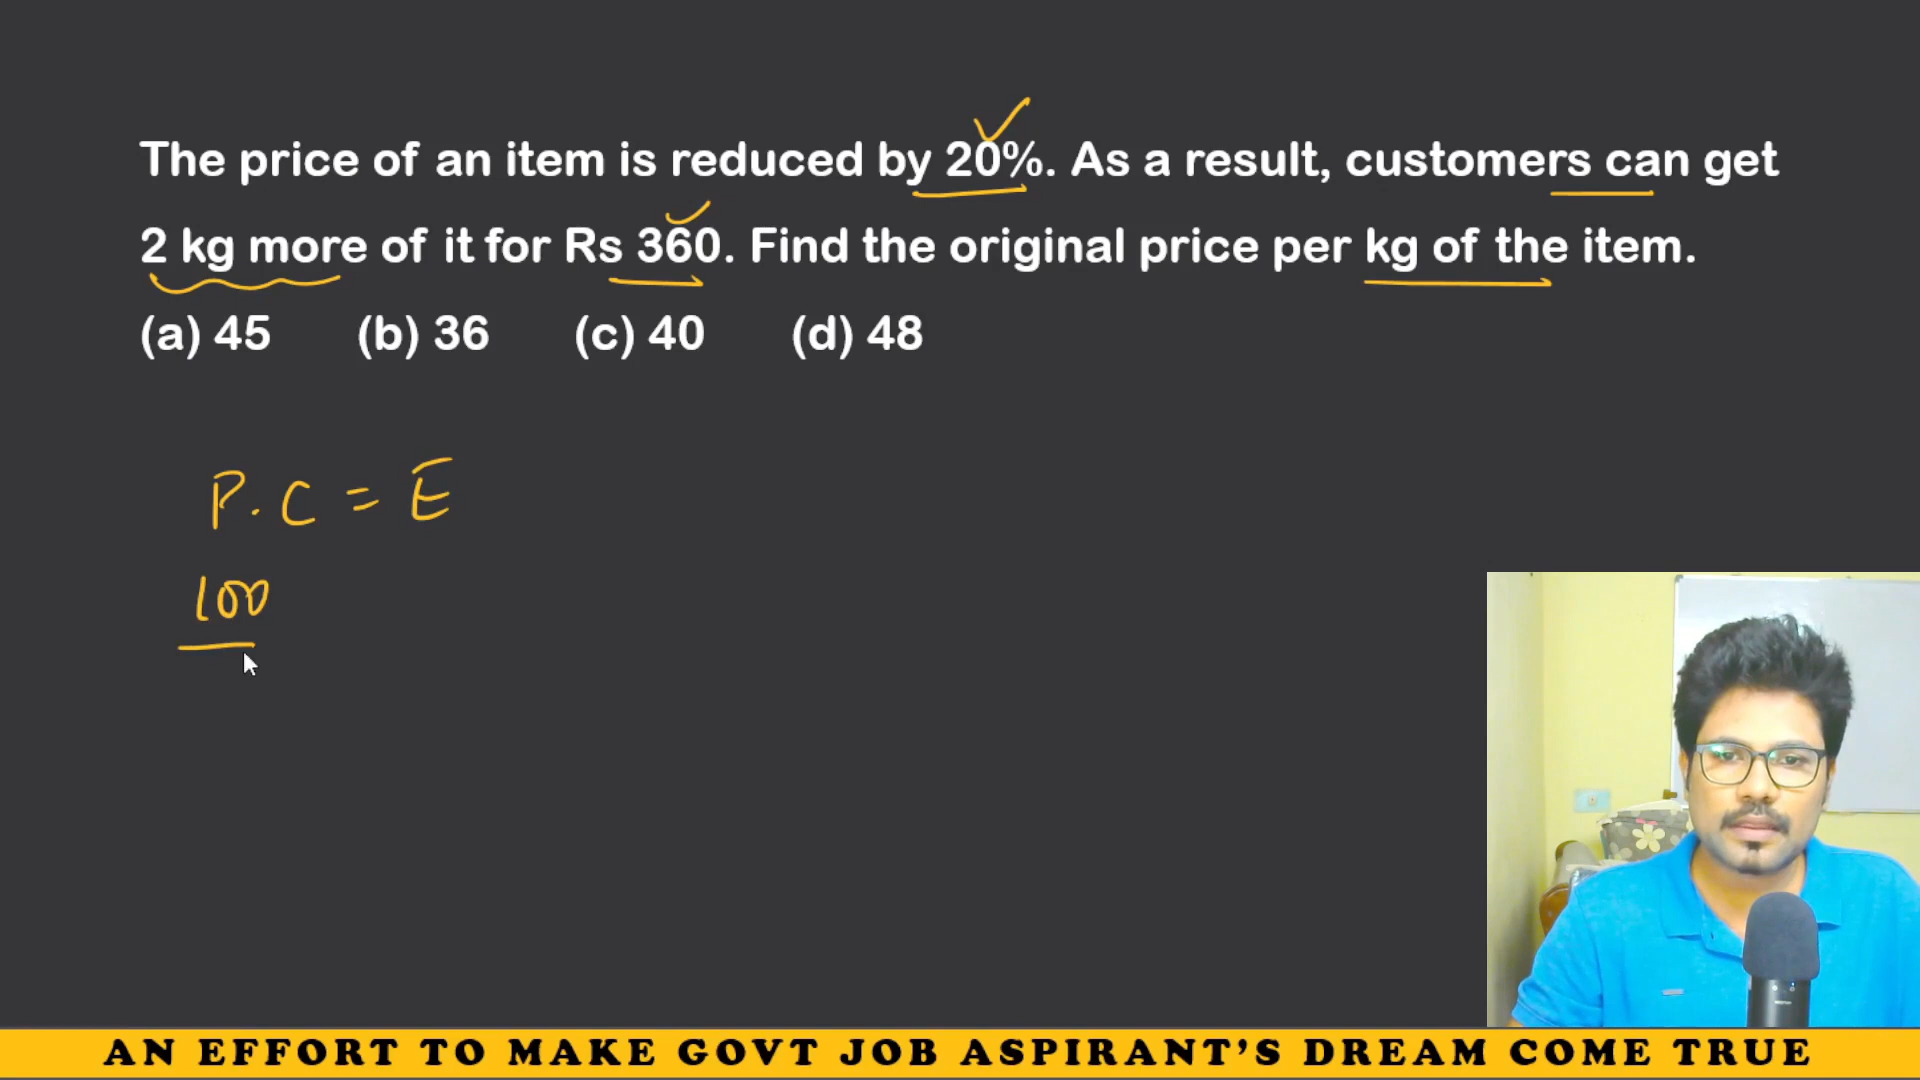 The price of an item is reduced by 20%. As a result, customers can get
2 kg more of it for Rs 360. Find the original price per kg of the item.
(a) 45 (b) 36 (c) 40 (d) 48
P. C = E
100
AN EFFORT TO MAKE GOVT JOB ASPIRANT'S DREAM COME TRUE